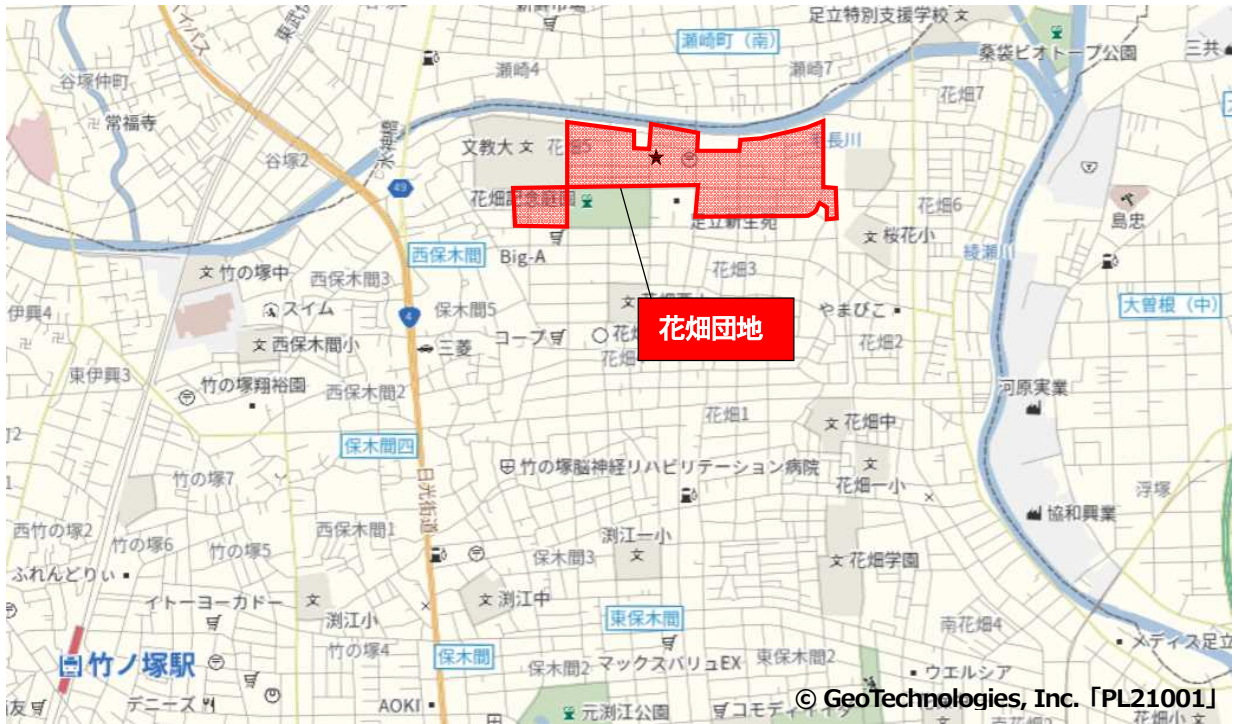 足立特別支援学校
瀬崎町（南）
桑袋ビオトープ公園
三共
瀬崎4
瀬崎7
谷塚仲町
花畑7
常福寺
水神橋
文教大
花畑5
毛長川
谷塚2
49
花畑記念庭園
花畑6
足立新生苑
島忠
桜花小
西保木間
Big-A
綾瀬川
竹の塚中
西保木間3
花畑3
伊興4
スイム
保木間5
やまびこ
大曽根（中）
4
花畑団地
コープ
三菱
西保木間小
花畑2
東伊興3
竹の塚翔裕園
西保木間2
河原実業
花畑1
花畑中
保木間四
竹の塚脳神経リハビリテーション病院
竹の塚7
日光街道
花畑一小
浮塚
協和興業
西竹の塚2
竹の塚6
竹の塚5
西保木間1
渕江一小
保木間3
花畑学園
ふれんどりぃ
イトーヨーカドー
渕江小
渕江中
東保木間
南花畑4
竹の塚4
メディス足立
竹ノ塚駅
保木間
保木間2
マックスバリュEX
東保木間2
ウエルシア
© GeoTechnologies, Inc.「PL21001」
デニーズ
AOKI
元渕江公園